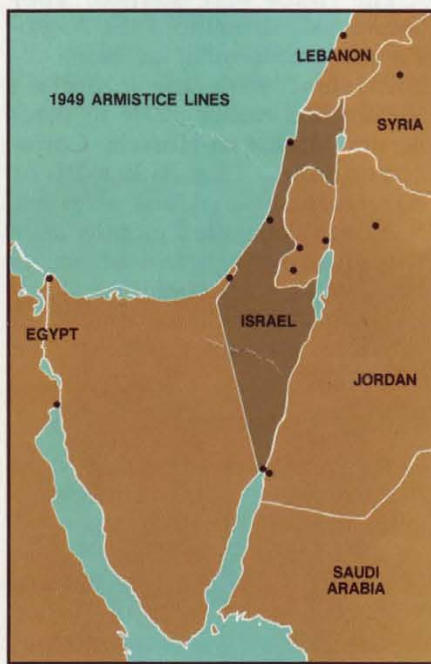 LEBANON
1949 ARMISTICE LINES
SYRIA
ISRAEL
EGYPT
JORDAN
SAUDI
ARABIA